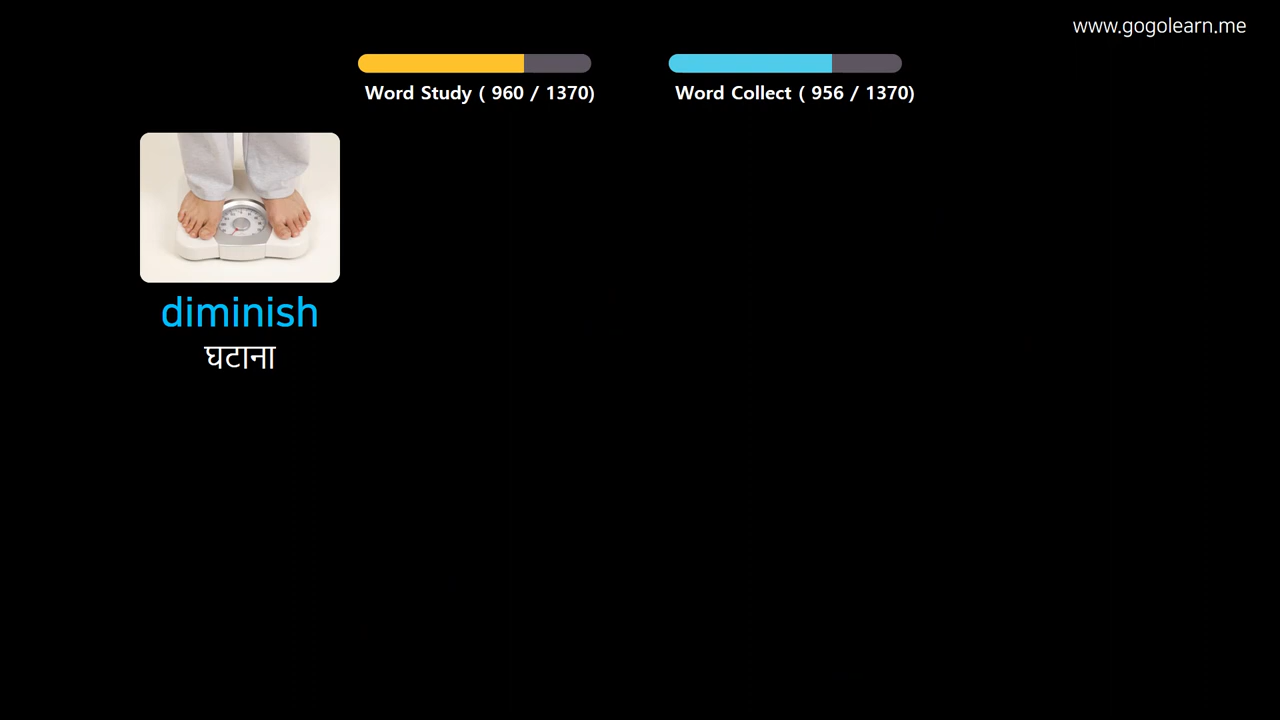 www.gogolearn.me
Word Study ( 960 / 1370)
Word Collect ( 956 / 1370)
diminish
घटाना